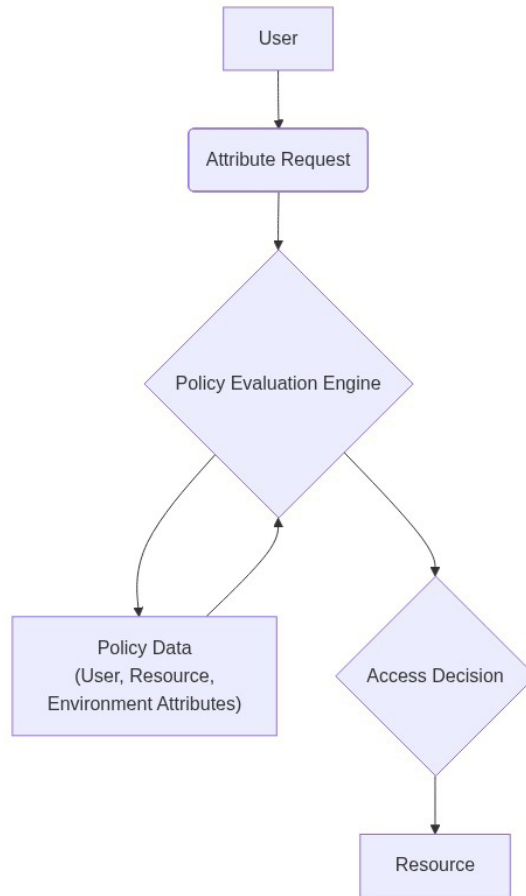 User
Attribute Request
Policy Evaluation Engine
Policy Data
(User, Resource,
Environment Attributes)
Access Decision
Resource